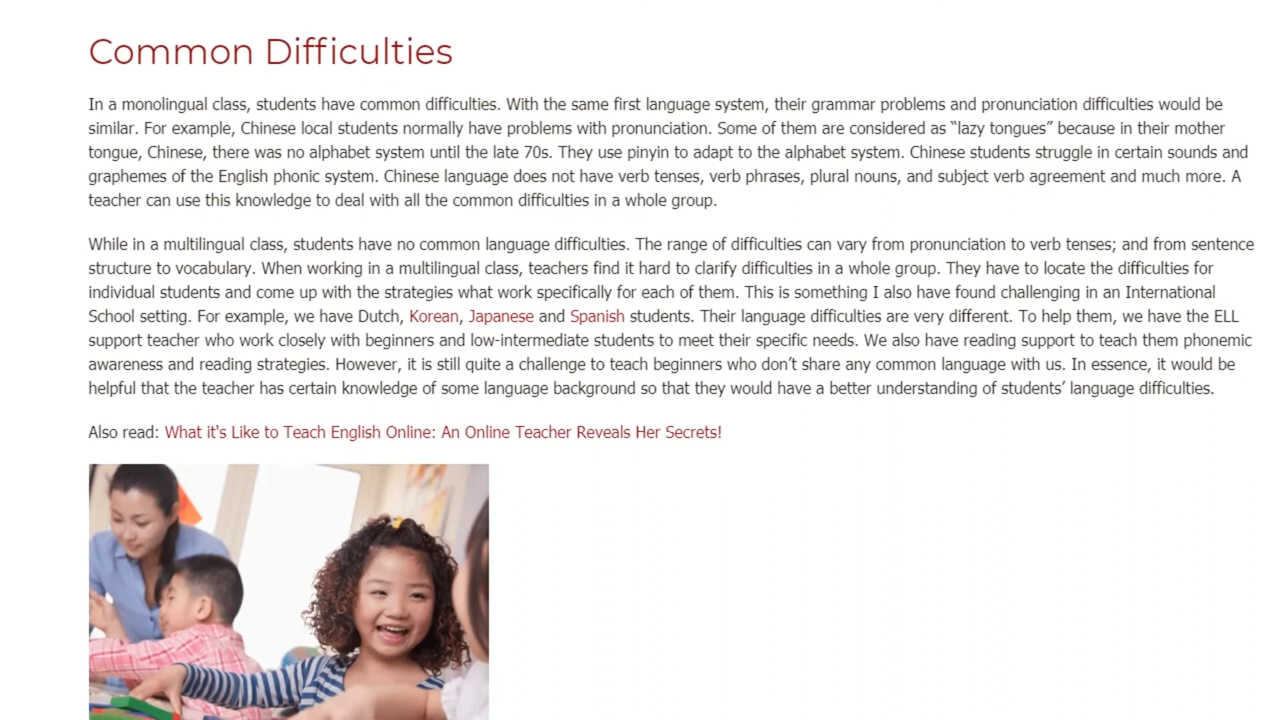 Common Difficulties
In a monolingual class, students have common difficulties. With the same first language system, their grammar problems and pronunciation difficulties would be
similar. For example, Chinese local students normally have problems with pronunciation. Some of them are considered as “lazy tongues” because in their mother
tongue, Chinese, there was no alphabet system until the late 70s. They use pinyin to adapt to the alphabet system. Chinese students struggle in certain sounds and
graphemes of the English phonic system. Chinese language does not have verb tenses, verb phrases, plural nouns, and subject verb agreement and much more. A
teacher can use this knowledge to deal with all the common difficulties in a whole group.
While in a multilingual class, students have no common language difficulties. The range of difficulties can vary from pronunciation to verb tenses; and from sentence
structure to vocabulary. When working in a multilingual class, teachers find it hard to clarify difficulties in a whole group. They have to locate the difficulties for
individual students and come up with the strategies what work specifically for each of them. This is something I also have found challenging in an International
School setting. For example, we have Dutch, Korean, Japanese and Spanish students. Their language difficulties are very different. To help them, we have the ELL
support teacher who work closely with beginners and low-intermediate students to meet their specific needs. We also have reading support to teach them phonemic
awareness and reading strategies. However, it is still quite a challenge to teach beginners who don’t share any common language with us. In essence, it would be
helpful that the teacher has certain knowledge of some language background so that they would have a better understanding of students’ language difficulties.
Also read: What it's Like to Teach English Online: An Online Teacher Reveals Her Secrets!